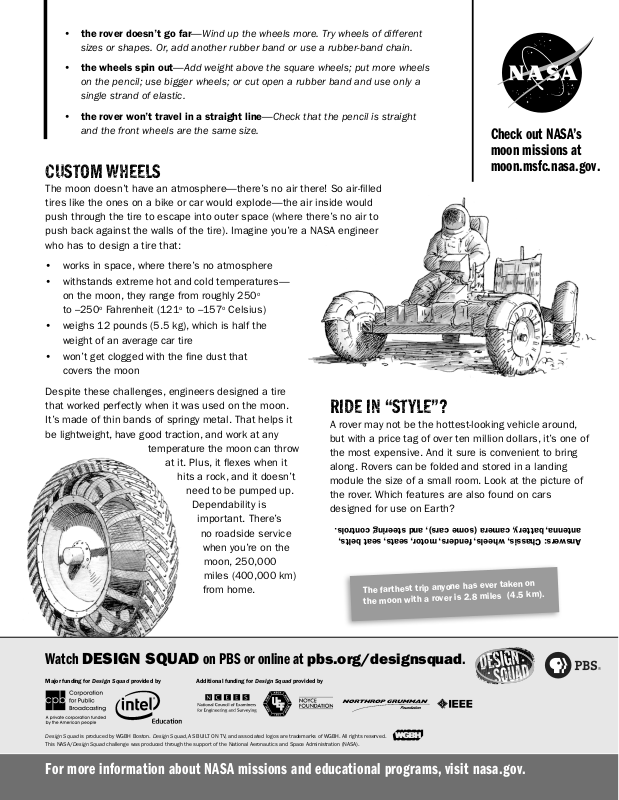 • the rover doesn't go far—Wind up the wheels more. Try wheels of different
sizes or shapes. Or, add another rubber band or use a rubber-band chain.
• the wheels spin out—Add weight above the square wheels; put more wheels
on the pencil; use bigger wheels; or cut open a rubber band and use only a
single strand of elastic.
• the rover won't travel in a straight line—Check that the pencil is straight
and the front wheels are the same size.
NASA
Check out NASA's
moon missions at
moon.msfc.nasa.gov.
CUSTOM WHEELS
The moon doesn't have an atmosphere—there's no air there! So air-filled
tires like the ones on a bike or car would explode—the air inside would
push through the tire to escape into outer space (where there's no air to
push back against the walls of the tire). Imagine you're a NASA engineer
who has to design a tire that:
• works in space, where there's no atmosphere
• withstands extreme hot and cold temperatures—
on the moon, they range from roughly 250º
to –250º Fahrenheit (121º to –157º Celsius)
• weighs 12 pounds (5.5 kg), which is half the
weight of an average car tire
• won't get clogged with the fine dust that
covers the moon
Despite these challenges, engineers designed a tire
that worked perfectly when it was used on the moon.
It's made of thin bands of springy metal. That helps it
be lightweight, have good traction, and work at any
temperature the moon can throw
at it. Plus, it flexes when it
hits a rock, and it doesn't
need to be pumped up.
Dependability is
important. There's
no roadside service
when you're on the
moon, 250,000
miles (400,000 km)
from home.
RIDE IN "STYLE"?
A rover may not be the hottest-looking vehicle around,
but with a price tag of over ten million dollars, it's one of
the most expensive. And it sure is convenient to bring
along. Rovers can be folded and stored in a landing
module the size of a small room. Look at the picture of
the rover. Which features are also found on cars
designed for use on Earth?
Answers: Chassis, wheels, fenders, motor, seats, seat belts,
antenna, battery, camera (some cars), and steering controls.
The farthest trip anyone has ever taken on
the moon with a rover is 2.8 miles (4.5 km).
Watch DESIGN SQUAD on PBS or online at pbs.org/designsquad.
DESIGN SQUAD
PBS®
Major funding for Design Squad provided by
Additional funding for Design Squad provided by
cpb Corporation
for Public
Broadcasting
A private corporation funded
by the American people
intel
Education
NCEES
National Council of Examiners
for Engineering and Surveying
NOYCE
FOUNDATION
NORTHROP GRUMMAN
Foundation
IEEE
Design Squad is produced by WGBH Boston. Design Squad, AS BUILT ON TV, and associated logos are trademarks of WGBH. All rights reserved.
This NASA/Design Squad challenge was produced through the support of the National Aeronautics and Space Administration (NASA).
WGBH
For more information about NASA missions and educational programs, visit nasa.gov.